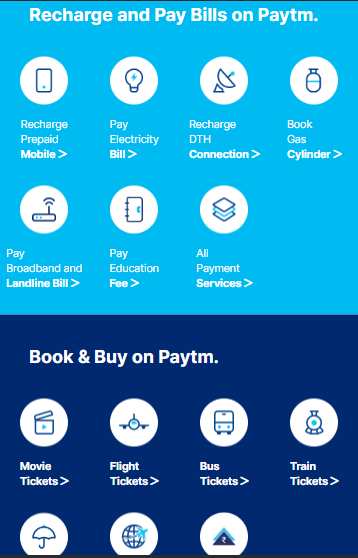 Recharge and Pay Bills on Paytm.
Recharge
Prepaid
Mobile >
Pay
Electricity
Bill >
Recharge
DTH
Connection >
Book
Gas
Cylinder >
Pay
Broadband and
Landline Bill >
Pay
Education
Fee >
All
Payment
Services >
Book & Buy on Paytm.
Movie
Tickets >
Flight
Tickets >
Bus
Tickets >
Train
Tickets >